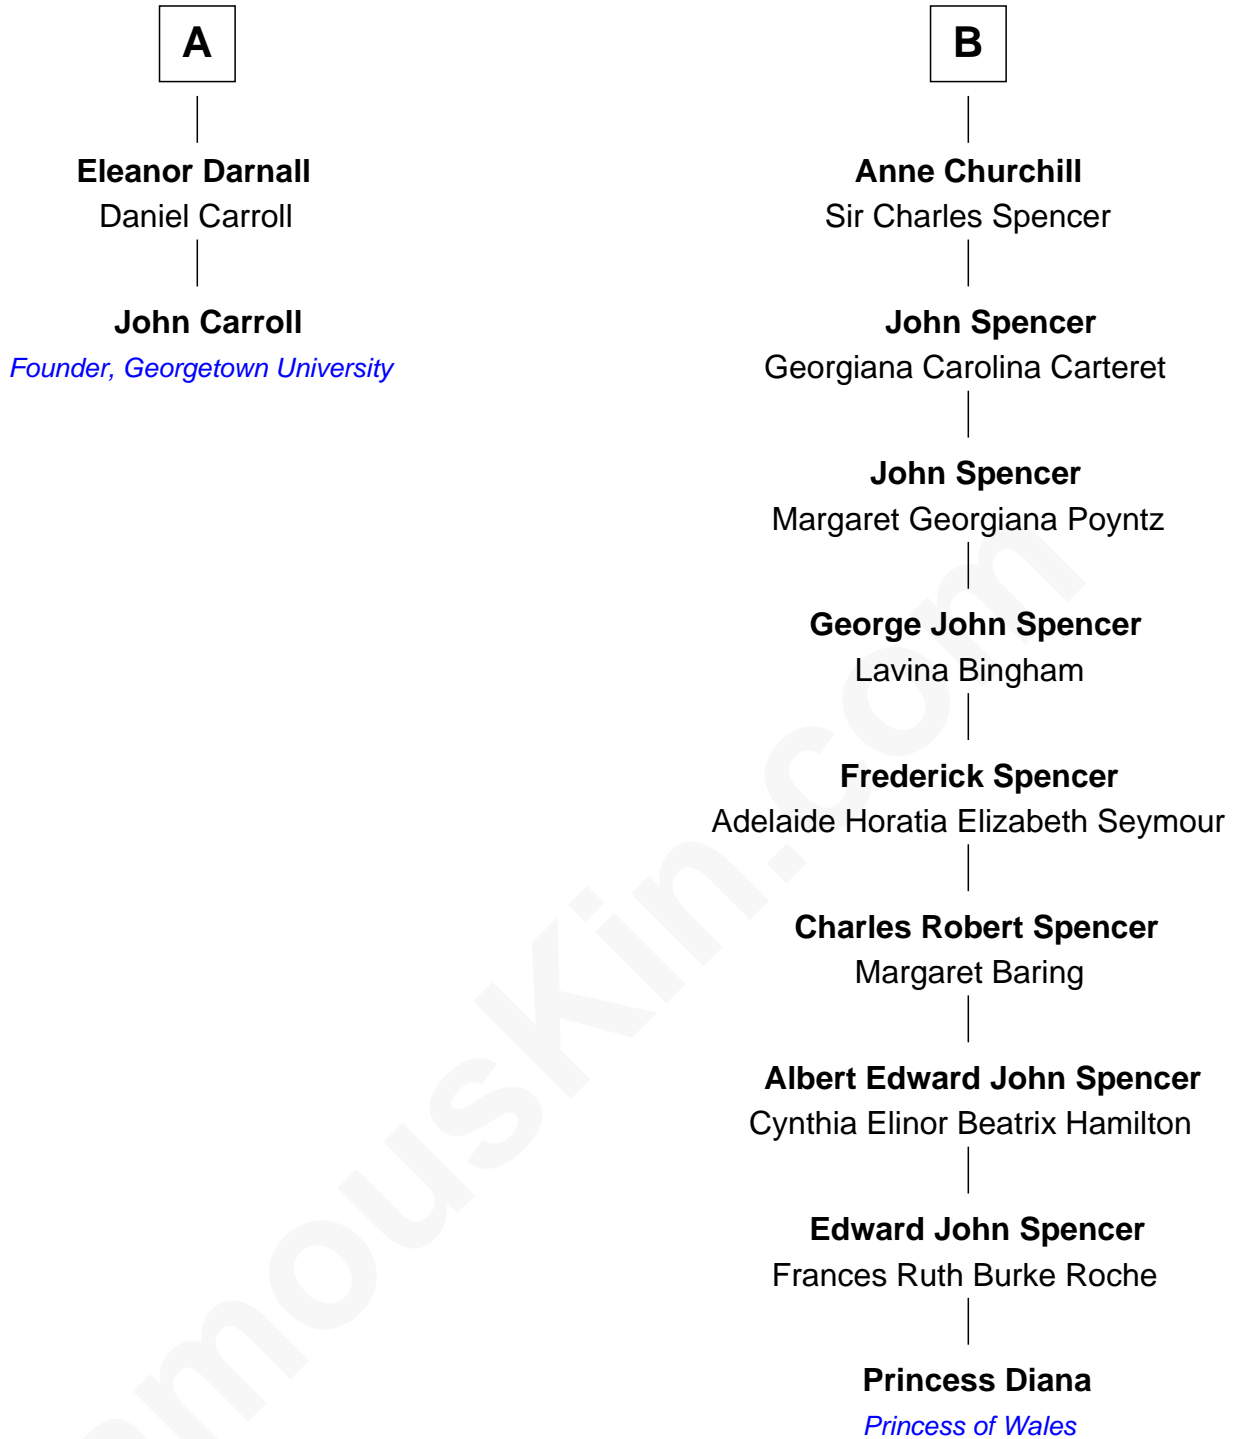 A
Eleanor Darnall
Daniel Carroll
John Carroll
Founder, Georgetown University
B
Anne Churchill
Sir Charles Spencer
John Spencer
Georgiana Carolina Carteret
John Spencer
Margaret Georgiana Poyntz
George John Spencer
Lavina Bingham
Frederick Spencer
Adelaide Horatia Elizabeth Seymour
Charles Robert Spencer
Margaret Baring
Albert Edward John Spencer
Cynthia Elinor Beatrix Hamilton
Edward John Spencer
Frances Ruth Burke Roche
Princess Diana
Princess of Wales
amouskin.com